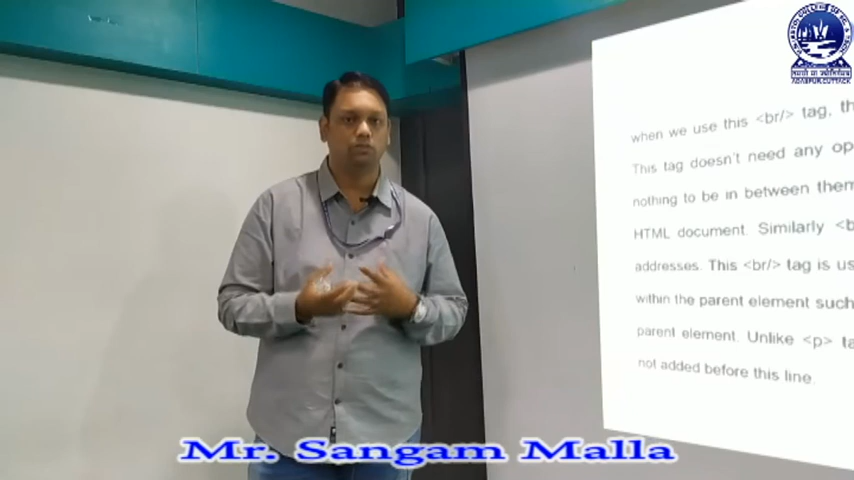 when we use this <br/> tag, th
This tag doesn't need any op
nothing to be in between them
HTML document. Similarly <b
addresses. This <br/> tag is us
within the parent element such
parent element. Unlike <p> ta
not added before this line.
Mr. Sangam Malla